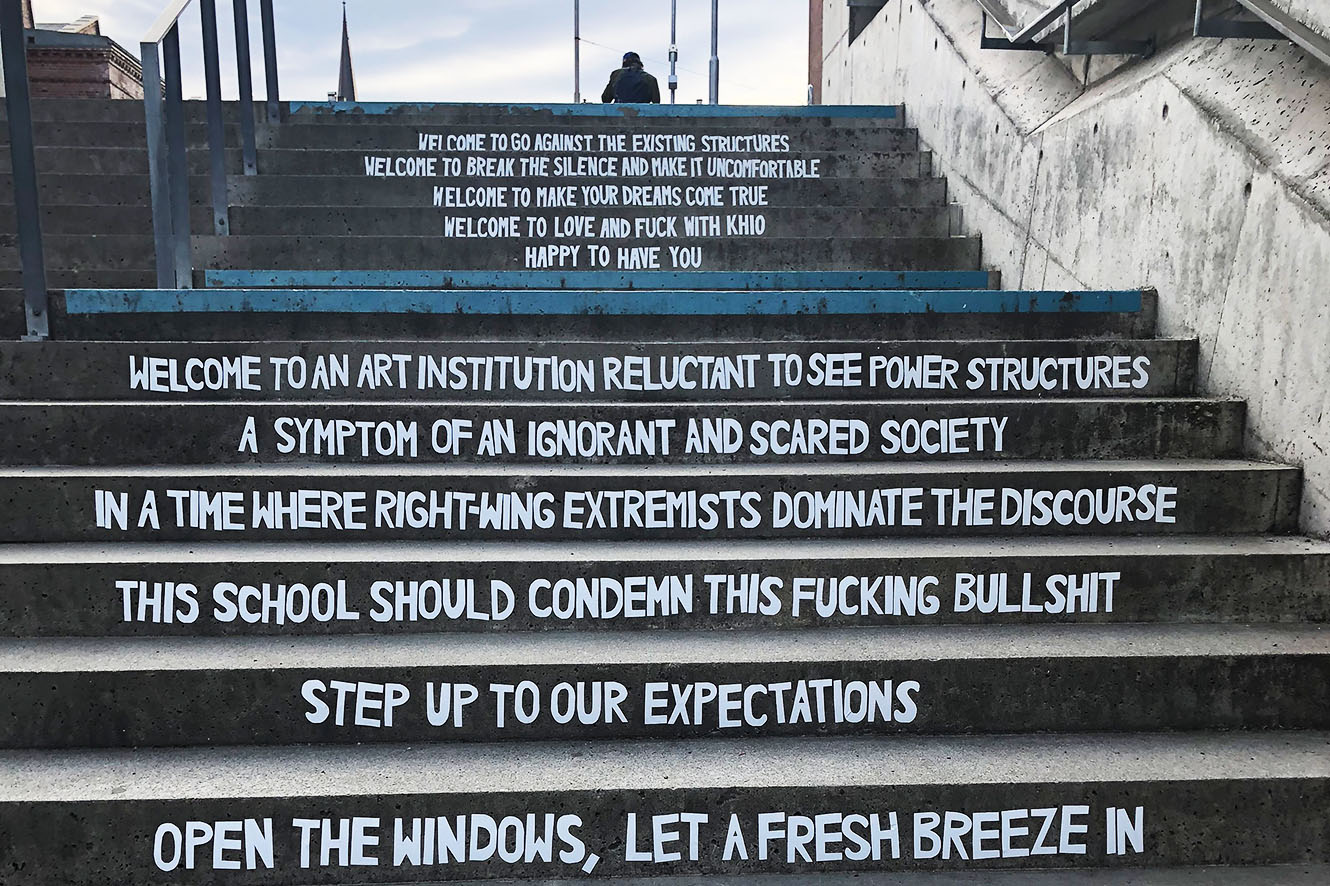 WELCOME TO GO AGAINST THE EXISTING STRUCTURES
WELCOME TO BREAK THE SILENCE AND MAKE IT UNCOMFORTABLE
WELCOME TO MAKE YOUR DREAMS COME TRUE
WELCOME TO LOVE AND FUCK WITH KHIO
HAPPY TO HAVE YOU
WELCOME TO AN ART INSTITUTION RELUCTANT TO SEE POWER STRUCTURES
A SYMPTOM OF AN IGNORANT AND SCARED SOCIETY
IN A TIME WHERE RIGHT-WING EXTREMISTS DOMINATE THE DISCOURSE
THIS SCHOOL SHOULD CONDEMN THIS FUCKING BULLSHIT
STEP UP TO OUR EXPECTATIONS
OPEN THE WINDOWS, LET A FRESH BREEZE IN